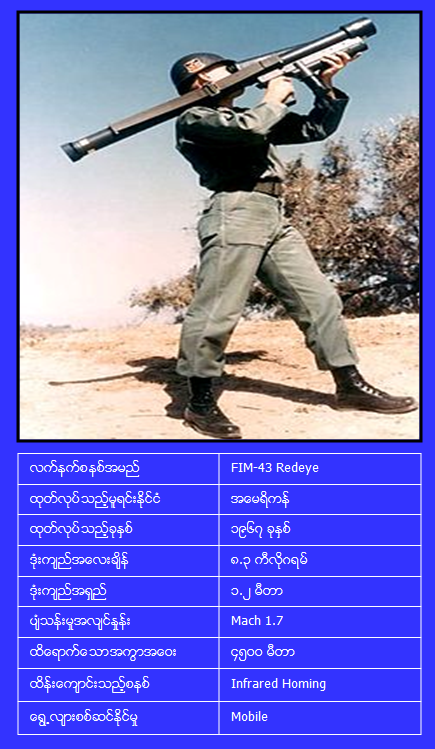 လက်နက်စနစ်အမည် FIM-43 Redeye
ထုတ်လုပ်သည့်မူရင်းနိုင်ငံ အမေရိကန်
ထုတ်လုပ်သည့်ခုနှစ် ၁၉၆၇ ခုနှစ်
ဒုံးကျည်အလေးချိန် ၈.၃ ကီလိုဂရမ်
ဒုံးကျည်အရှည် ၁.၂ မီတာ
ပျံသန်းမှုအလျင်နှုန်း Mach 1.7
ထိရောက်သောအကွာအဝေး ၄၅၀၀ မီတာ
ထိန်းကျောင်းသည့်စနစ် Infrared Homing
ရွေ့လျားစစ်ဆင်နိုင်မှု Mobile